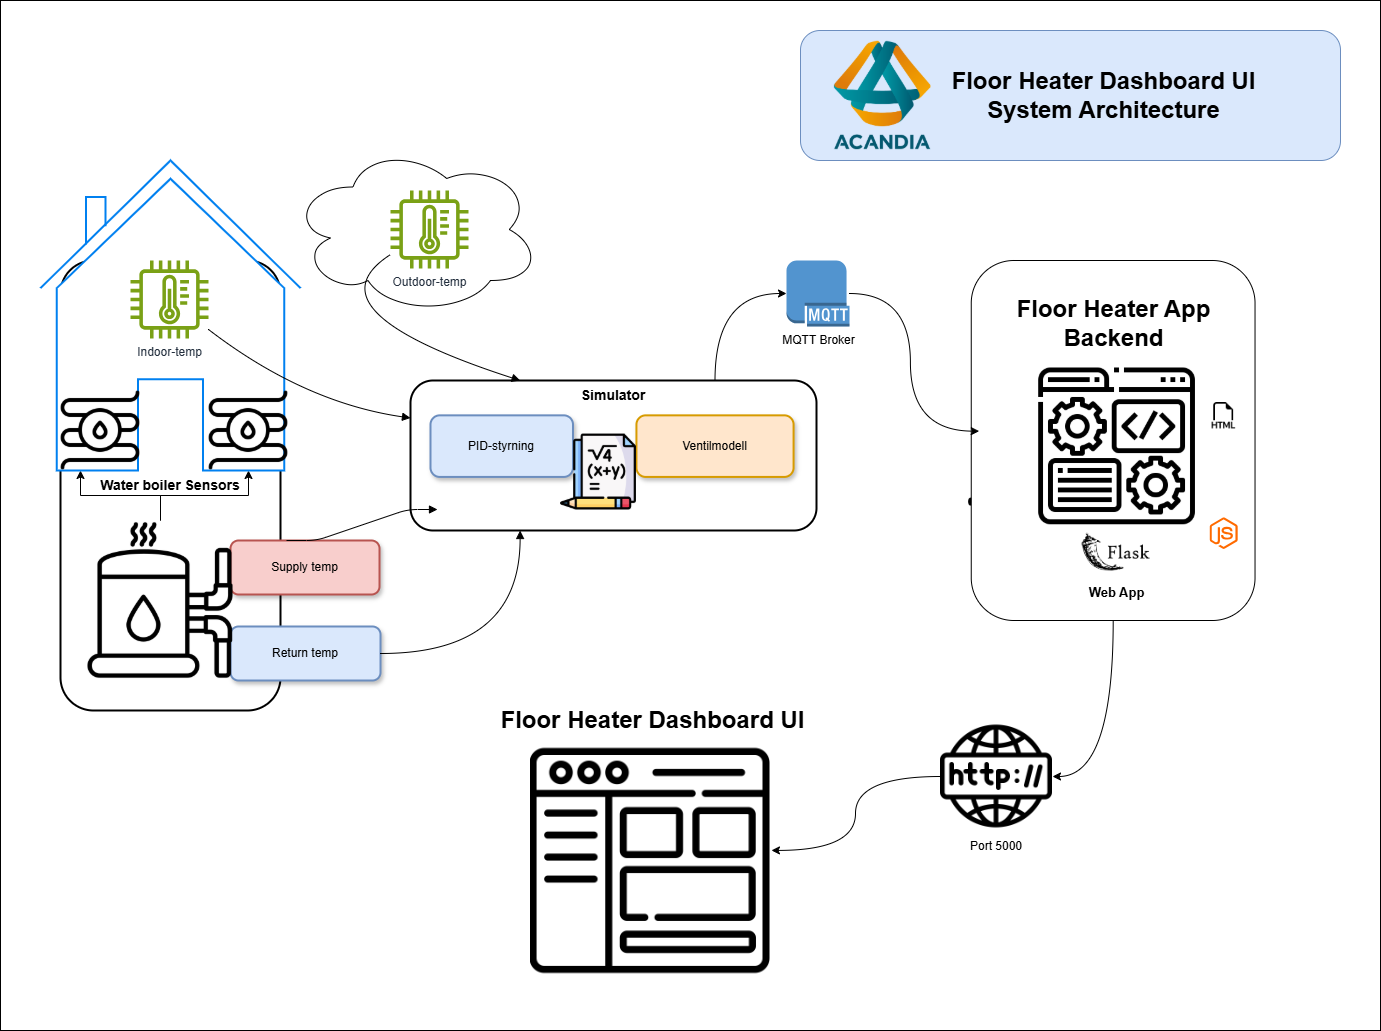 Floor Heater Dashboard UI
System Architecture
ACANDIA
Outdoor-temp
Indoor-temp
MQTT
MQTT Broker
Floor Heater App
Backend
</>
HTML
JS
Flask
Web App
Simulator
PID-styrning
√4
(x+y)
=
Ventilmodell
Water boiler Sensors
Supply temp
Return temp
Floor Heater Dashboard UI
http://
Port 5000